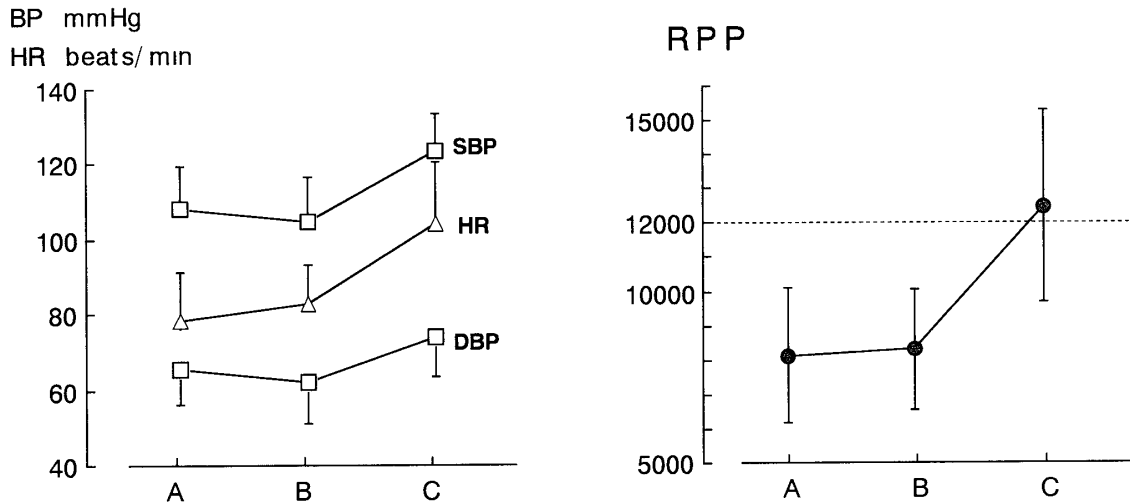 BP mmHg
HR beats/min
140
120
100
80
60
40
SBP
HR
DBP
A B C
RPP
15000
12000
10000
5000
A B C